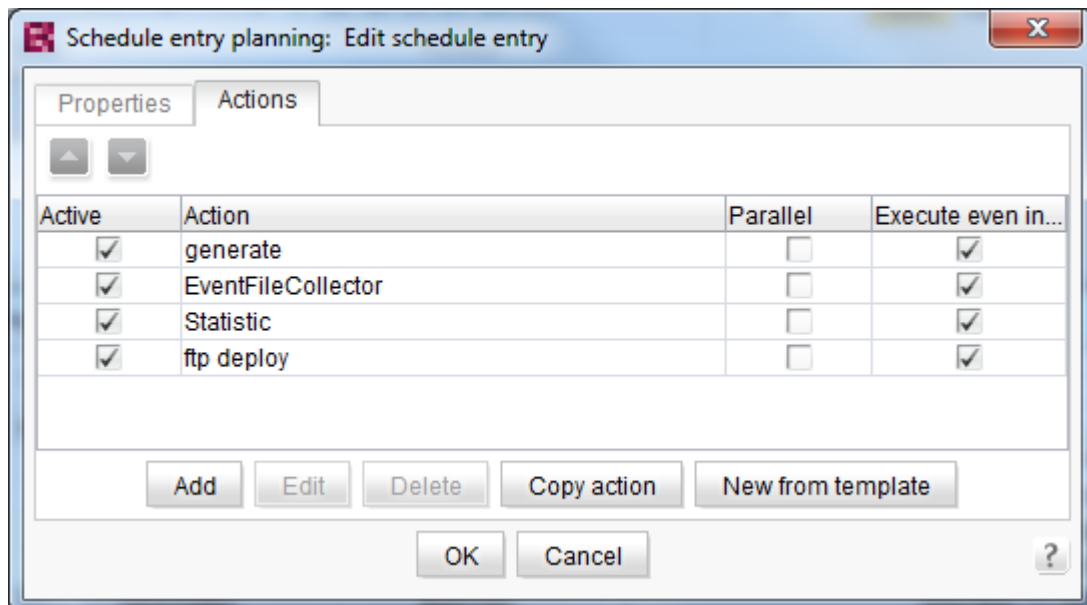 Schedule entry planning: Edit schedule entry
Properties Actions
Active Action Parallel Execute even in...
generate
EventFileCollector
Statistic
ftp deploy
Add Edit Delete Copy action New from template
OK Cancel ?